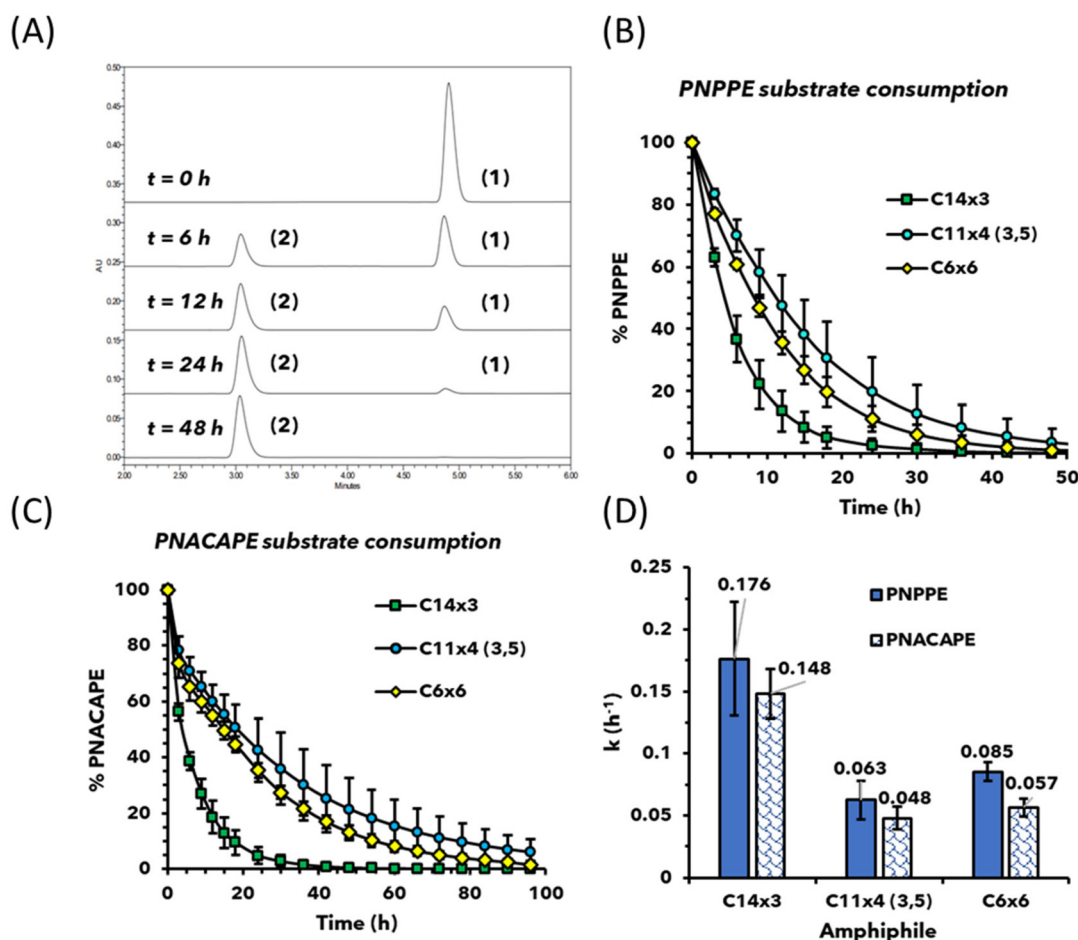 (A)
0.50
0.45
0.40
0.35
0.30
0.25
0.20
0.15
0.10
0.05
0.00
AU
t = 0 h
(1)
t = 6 h
(2)
(1)
t = 12 h
(2)
(1)
t = 24 h
(2)
(1)
t = 48 h
(2)
2.00
2.50
3.00
3.50
4.00
4.50
5.00
5.50
6.00
Minutes
(B)
PNPPE substrate consumption
100
80
60
40
20
0
% PNPPE
C14x3
C11x4 (3,5)
C6x6
0
10
20
30
40
50
Time (h)
(C)
PNACAPE substrate consumption
100
80
60
40
20
0
% PNACAPE
C14x3
C11x4 (3,5)
C6x6
0
20
40
60
80
100
Time (h)
(D)
0.25
0.2
0.15
0.1
0.05
0
k (h-1)
PNPPE
PNACAPE
0.176
0.148
0.063
0.048
0.085
0.057
C14x3
C11x4 (3,5)
C6x6
Amphiphile